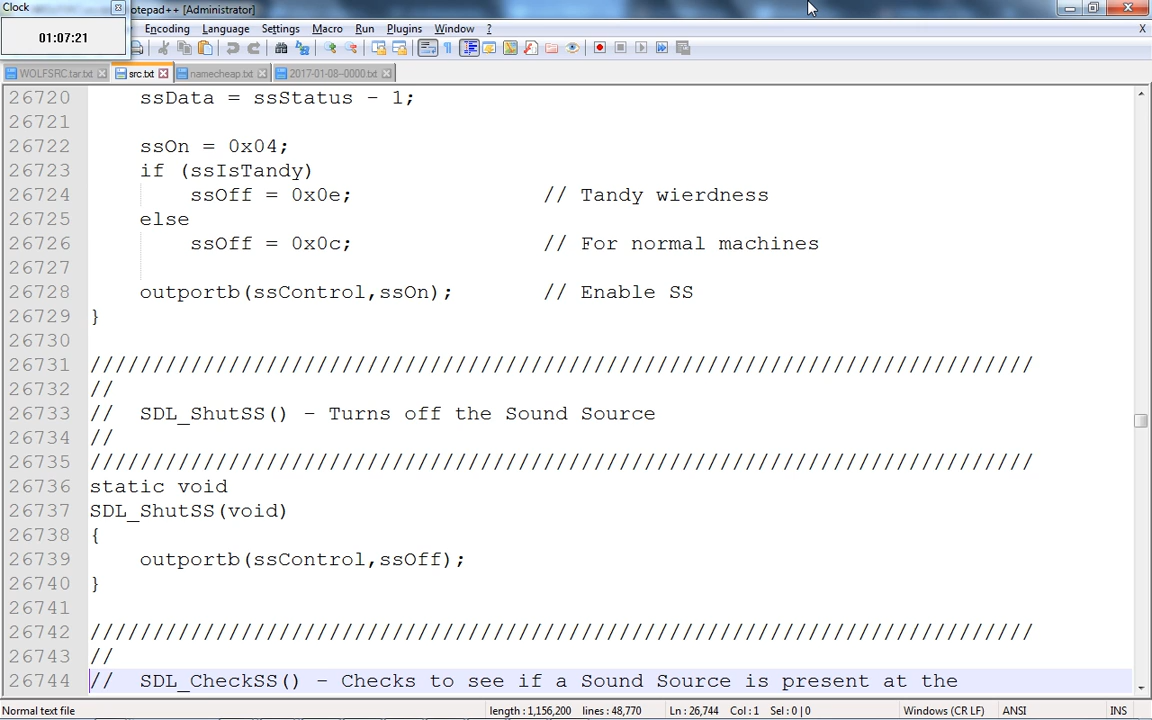 Clock
otepad++ [Administrator]
01:07:21
Encoding Language Macro Run Plugins Window ? X
WOLFSRC.tar.txt src.txt namecheap.txt 2017-01-08--0000.txt
26720 ssData = ssStatus - 1;
26721
26722 ssOn = 0x04;
26723 if (ssIsTandy)
26724 ssOff = 0x0e; // Tandy wierdness
26725 else
26726 ssOff = 0x0c; // For normal machines
26727
26728 outportb(ssControl,ssOn); // Enable SS
26729 }
26730
26731 ///////////////////////////////////////////////////////////////////////////
26732 //
26733 // SDL_ShutSS() - Turns off the Sound Source
26734 //
26735 ///////////////////////////////////////////////////////////////////////////
26736 static void
26737 SDL_ShutSS(void)
26738 {
26739 outportb(ssControl,ssOff);
26740 }
26741
26742 ///////////////////////////////////////////////////////////////////////////
26743 //
26744 // SDL_CheckSS() - Checks to see if a Sound Source is present at the
Normal text file length : 1,156,200 lines : 48,770 Ln : 26,744 Col : 1 Sel : 0 | 0 Windows (CR LF) ANSI INS